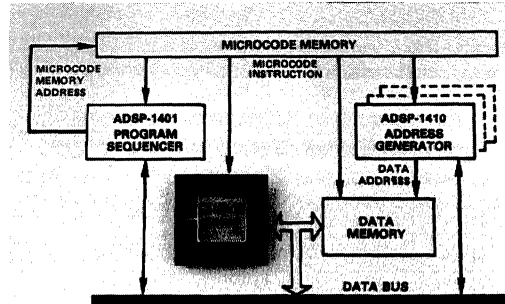 MICROCODE MEMORY
MICROCODE
INSTRUCTION
MICROCODE
MEMORY
ADDRESS
ADSP-1401
PROGRAM
SEQUENCER
ADSP-1410
ADDRESS
GENERATOR
DATA
ADDRESS
DATA
MEMORY
DATA BUS